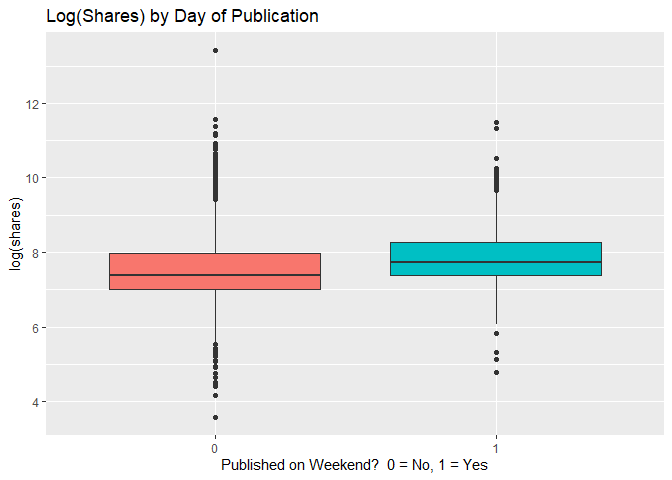 Log(Shares) by Day of Publication
log(shares)
12
10
8
6
4
0
1
Published on Weekend?  0 = No, 1 = Yes